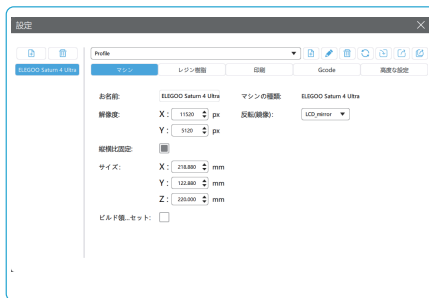 設定
Profile
ELEGOO Saturn 4 Ultra
マシン レジン樹脂 印刷 Gcode 高度な設定
お名前: ELEGOO Saturn 4 Ultra マシンの種類: ELEGOO Saturn 4 Ultra
解像度: X : 11520 px 反転(鏡像): LCD_mirror
Y : 5120 px
縦横比固定:
サイズ: X : 218.880 mm
Y : 122.880 mm
Z : 220.000 mm
ビルド領...セット: